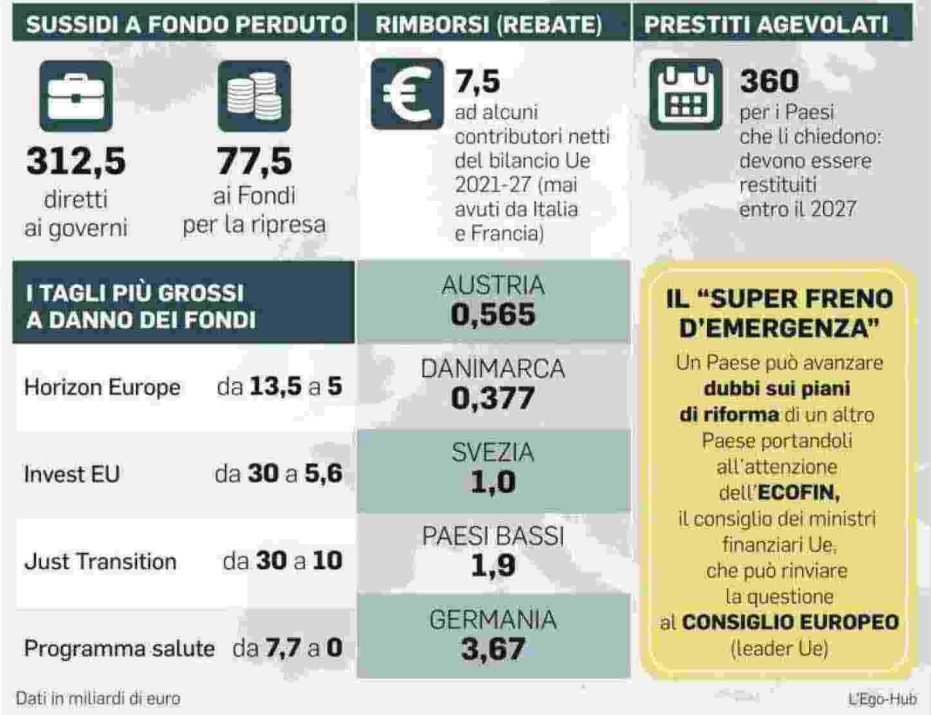 SUSSIDI A FONDO PERDUTO
312,5
diretti
ai governi
77,5
ai Fondi
per la ripresa
RIMBORSI (REBATE)
7,5
ad alcuni
contributori netti
del bilancio Ue
2021-27 (mai
avuti da Italia
e Francia)
PRESTITI AGEVOLATI
360
per i Paesi
che li chiedono:
devono essere
restituiti
entro il 2027
I TAGLI PIÙ GROSSI
A DANNO DEI FONDI
Horizon Europe da 13,5 a 5
Invest EU da 30 a 5,6
Just Transition da 30 a 10
Programma salute da 7,7 a 0
AUSTRIA
0,565
DANIMARCA
0,377
SVEZIA
1,0
PAESI BASSI
1,9
GERMANIA
3,67
IL “SUPER FRENO
D’EMERGENZA”
Un Paese può avanzare
dubbi sui piani
di riforma di un altro
Paese portandoli
all’attenzione
dell’ECOFIN,
il consiglio dei ministri
finanziari Ue,
che può rinviare
la questione
al CONSIGLIO EUROPEO
(leader Ue)
Dati in miliardi di euro
L’Ego-Hub